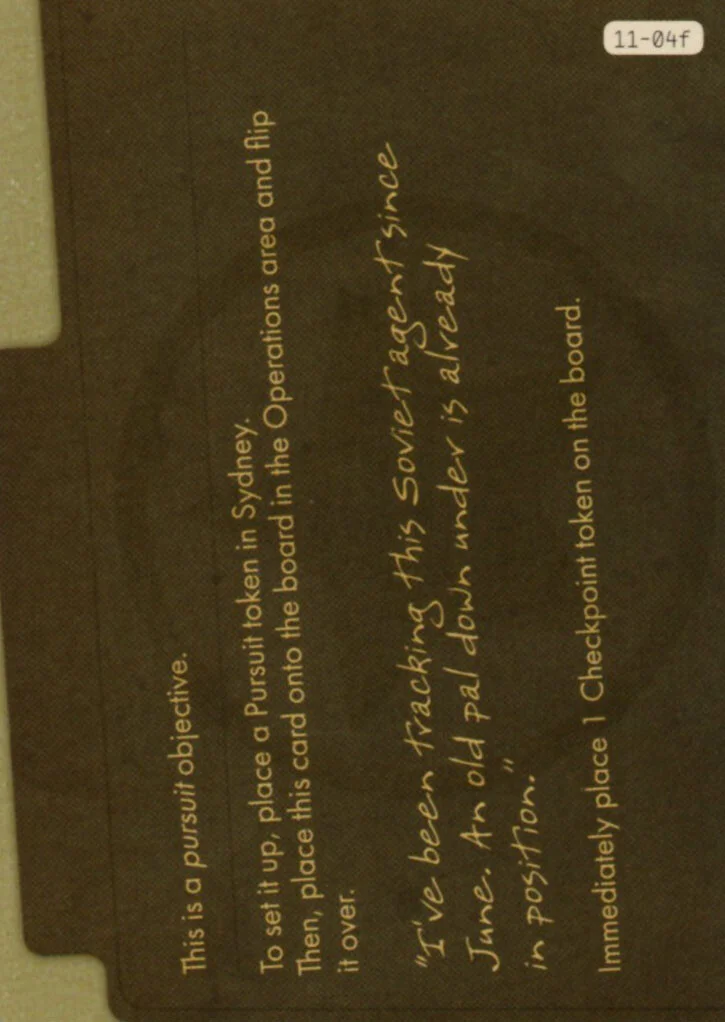 11-04f
This is a pursuit objective.
To set it up, place a Pursuit token in Sydney.
Then, place this card onto the board in the Operations area and flip
it over.
"I've been tracking this Soviet agent since
June. An old pal down under is already
in position."
Immediately place 1 Checkpoint token on the board.